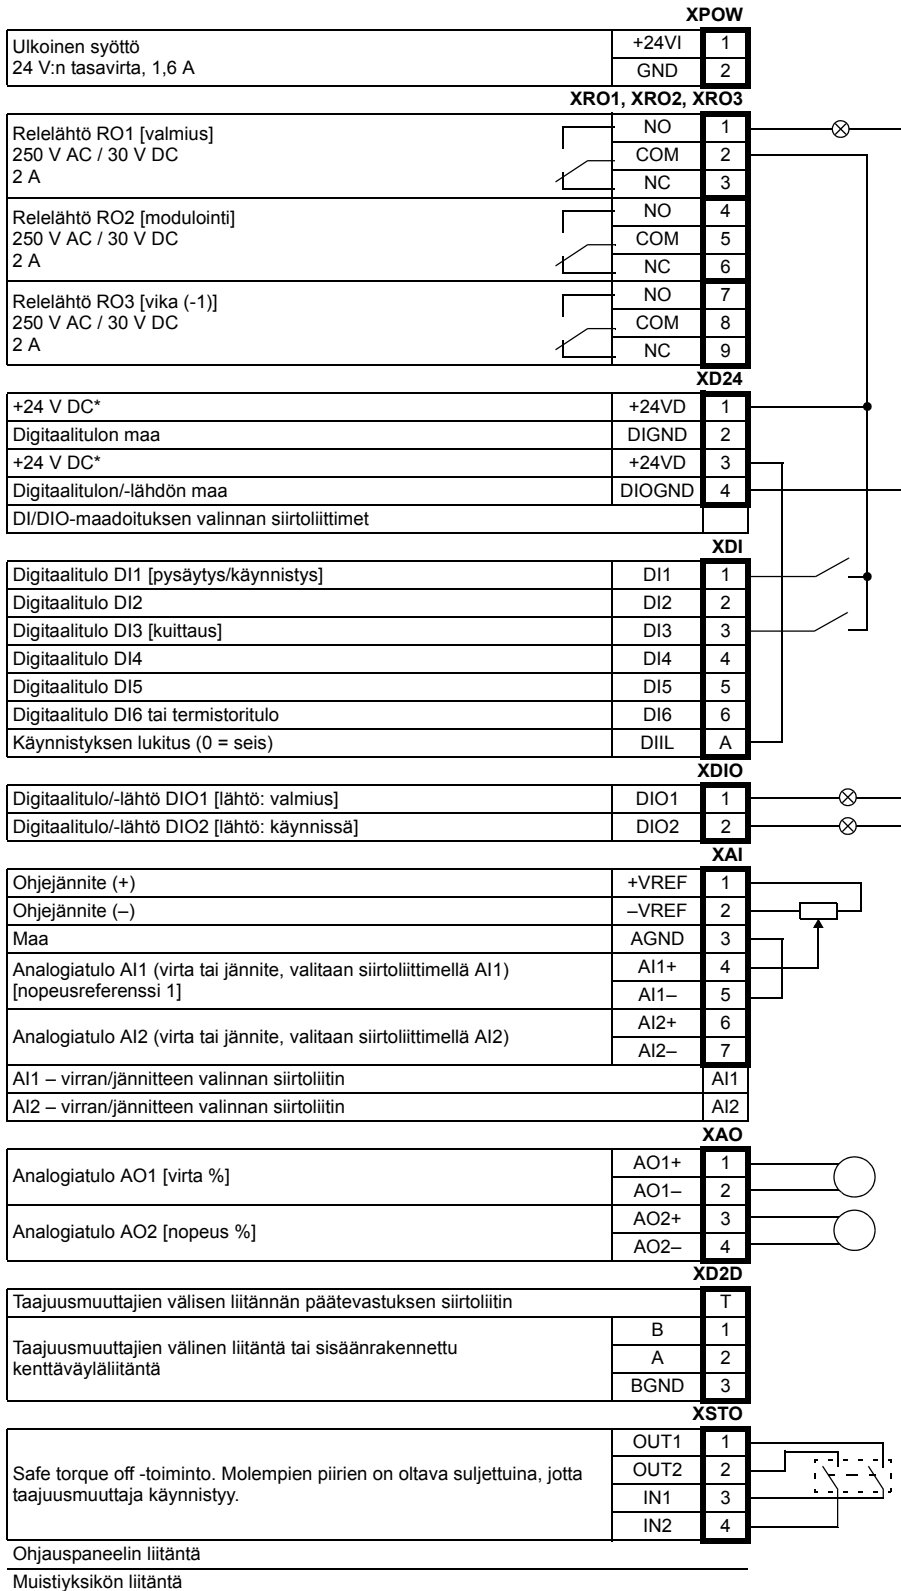 XPOW
Ulkoinen syöttö
24 V:n tasavirta, 1,6 A
+24VI 1
GND 2
XRO1, XRO2, XRO3
Relelähtö RO1 [valmius]
250 V AC / 30 V DC
2 A
NO 1
COM 2
NC 3
Relelähtö RO2 [modulointi]
250 V AC / 30 V DC
2 A
NO 4
COM 5
NC 6
Relelähtö RO3 [vika (-1)]
250 V AC / 30 V DC
2 A
NO 7
COM 8
NC 9
XD24
+24 V DC* +24VD 1
Digitaalitulon maa DIGND 2
+24 V DC* +24VD 3
Digitaalitulon/-lähdön maa DIOGND 4
DI/DIO-maadoituksen valinnan siirtoliittimet
XDI
Digitaalitulo DI1 [pysäytys/käynnistys] DI1 1
Digitaalitulo DI2 DI2 2
Digitaalitulo DI3 [kuittaus] DI3 3
Digitaalitulo DI4 DI4 4
Digitaalitulo DI5 DI5 5
Digitaalitulo DI6 tai termistoritulo DI6 6
Käynnistyksen lukitus (0 = seis) DIIL A
XDIO
Digitaalitulo/-lähtö DIO1 [lähtö: valmius] DIO1 1
Digitaalitulo/-lähtö DIO2 [lähtö: käynnissä] DIO2 2
XAI
Ohjejännite (+) +VREF 1
Ohjejännite (–) –VREF 2
Maa AGND 3
Analogiatulo AI1 (virta tai jännite, valitaan siirtoliittimellä AI1)
[nopeusreferenssi 1]
AI1+ 4
AI1– 5
Analogiatulo AI2 (virta tai jännite, valitaan siirtoliittimellä AI2)
AI2+ 6
AI2– 7
AI1 – virran/jännitteen valinnan siirtoliitin AI1
AI2 – virran/jännitteen valinnan siirtoliitin AI2
XAO
Analogiatulo AO1 [virta %]
AO1+ 1
AO1– 2
Analogiatulo AO2 [nopeus %]
AO2+ 3
AO2– 4
XD2D
Taajuusmuuttajien välisen liitännän päätevastuksen siirtoliitin T
Taajuusmuuttajien välinen liitäntä tai sisäänrakennettu
kenttäväyläliitäntä
B 1
A 2
BGND 3
XSTO
Safe torque off -toiminto. Molempien piirien on oltava suljettuina, jotta
taajuusmuuttaja käynnistyy.
OUT1 1
OUT2 2
IN1 3
IN2 4
Ohjauspaneelin liitäntä
Muistiyksikön liitäntä